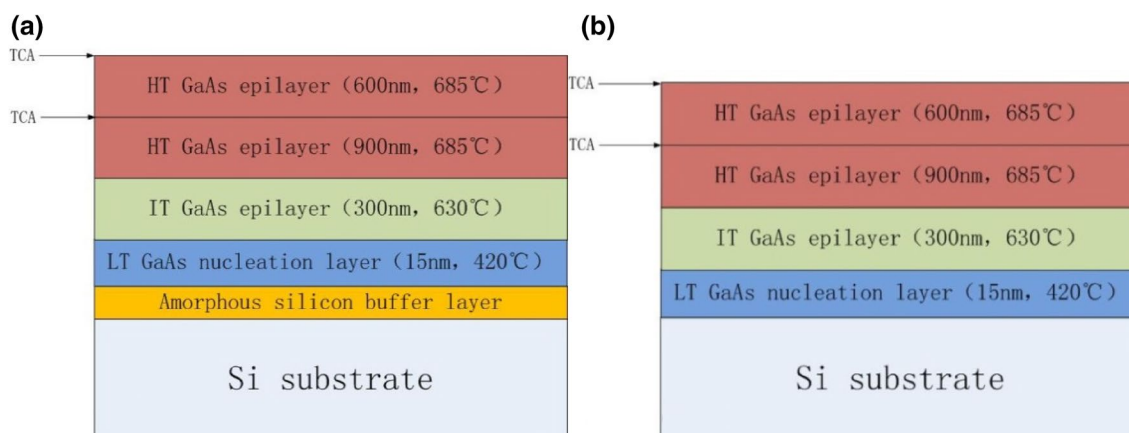 (a)
TCA
HT GaAs epilayer (600nm, 685℃)
TCA
HT GaAs epilayer (900nm, 685℃)
IT GaAs epilayer (300nm, 630℃)
LT GaAs nucleation layer (15nm, 420℃)
Amorphous silicon buffer layer
Si substrate
(b)
TCA
HT GaAs epilayer (600nm, 685℃)
TCA
HT GaAs epilayer (900nm, 685℃)
IT GaAs epilayer (300nm, 630℃)
LT GaAs nucleation layer (15nm, 420℃)
Si substrate